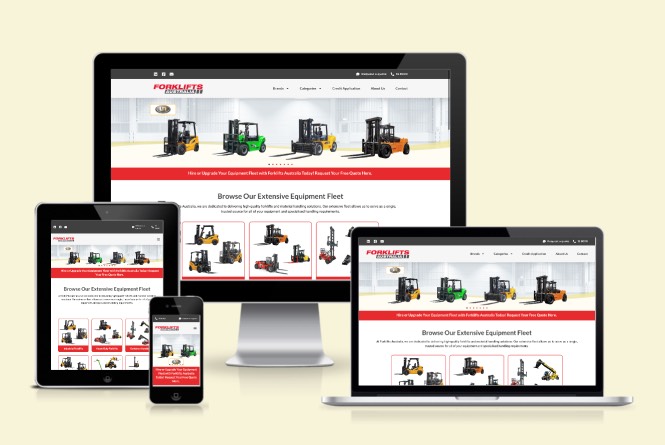 Request a quote
FORKLIFTS
AUSTRALIA
Brands
Categories
Credit Application
About Us
Contact
Hire or Upgrade Your Equipment Fleet with Forklifts Australia Today! Request Your Free Quote Here.
Browse Our Extensive Equipment Fleet
Australia, we are dedicated to delivering high-quality forklifts and material handling solutions. Our extensive fleet allows us to serve as a single,
trusted source for all of your equipment and specialised handling requirements.
FORKLIFTS
Hire or Upgrade Your Equipment Fleet with Forklifts Australia Today! Request
Your Free Quote Here.
Browse Our Extensive Equipment Fleet
FORKLIFTS
Hire or Upgrade Your Equipment
Fleet with Forklifts Australia
Today! Request Your Free Quote
Here.
FORKLIFTS
AUSTRALIA
Brands
Categories
Credit Application
About Us
Contact
Hire or Upgrade Your Equipment Fleet with Forklifts Australia Today! Request Your Free Quote Here.
Browse Our Extensive Equipment Fleet
At Forklifts Australia, we are dedicated to delivering high-quality forklifts and material handling solutions. Our extensive fleet allows us to serve as a single,
trusted source for all of your equipment and specialised handling requirements.